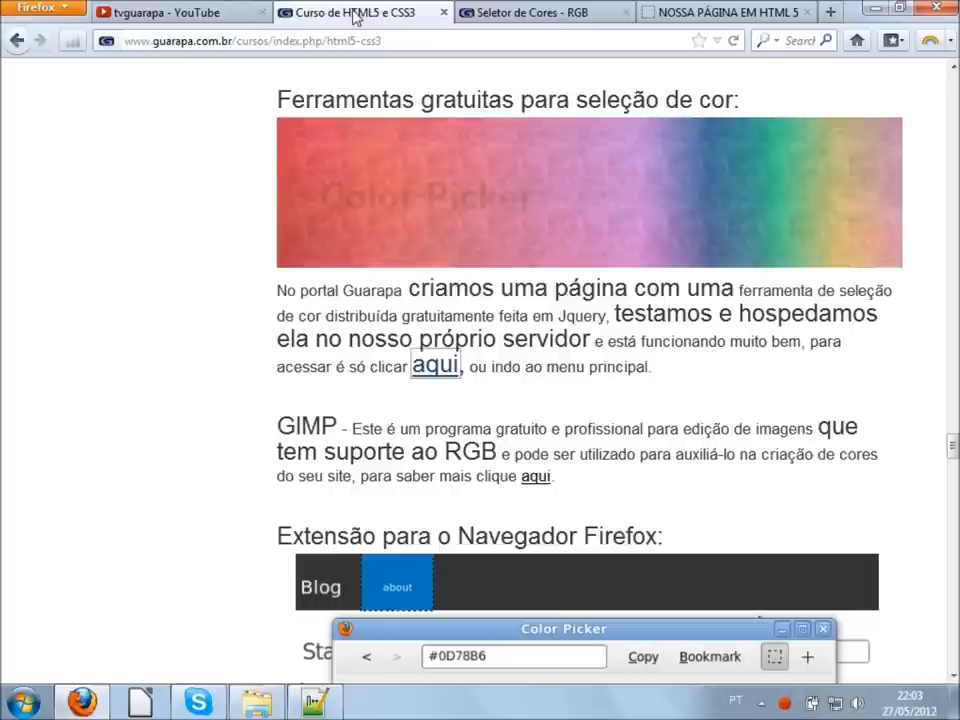 Firefox
tvguarapa - YouTube
Curso de HTML5 e CSS3
Seletor de Cores - RGB
NOSSA PÁGINA EM HTML 5
www.guarapa.com.br/cursos/index.php/html5-css3
Search
Ferramentas gratuitas para seleção de cor:
Color Picker
No portal Guarapa criamos uma página com uma ferramenta de seleção
de cor distribuída gratuitamente feita em Jquery, testamos e hospedamos
ela no nosso próprio servidor e está funcionando muito bem, para
acessar é só clicar aqui, ou indo ao menu principal.
GIMP - Este é um programa gratuito e profissional para edição de imagens que
tem suporte ao RGB e pode ser utilizado para auxiliá-lo na criação de cores
do seu site, para saber mais clique aqui.
Extensão para o Navegador Firefox:
Blog
about
Color Picker
Sta
< > #0D78B6 Copy Bookmark +
PT
22:03
27/05/2012